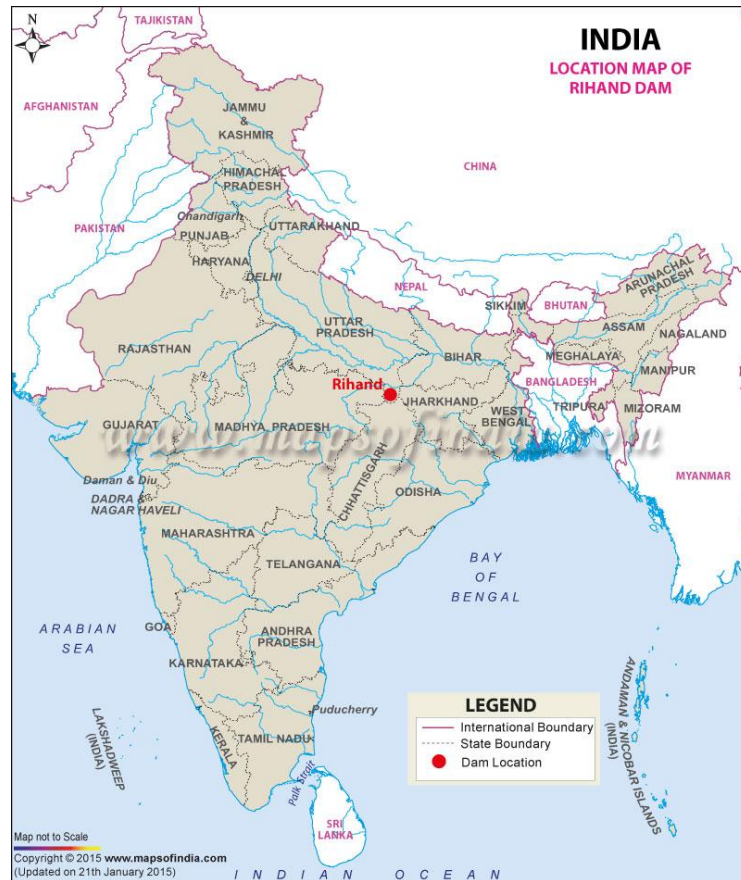 N
TAJIKISTAN
INDIA
LOCATION MAP OF
RIHAND DAM
AFGHANISTAN
JAMMU
&
KASHMIR
CHINA
HIMACHAL
PRADESH
PAKISTAN
Chandigarh
PUNJAB
UTTARAKHAND
HARYANA
DELHI
NEPAL
ARUNACHAL
PRADESH
SIKKIM
BHUTAN
UTTAR
PRADESH
ASSAM
NAGALAND
RAJASTHAN
BIHAR
MEGHALAYA
MANIPUR
Rihand
BANGLADESH
JHARKHAND
WEST
BENGAL
TRIPURA
MIZORAM
GUJARAT
MADHYA PRADESH
www.mapsofindia.com
MYANMAR
Daman & Diu
DADRA &
NAGAR HAVELI
CHHATTISGARH
ODISHA
MAHARASHTRA
TELANGANA
BAY
OF
BENGAL
ARABIAN
SEA
GOA
ANDHRA
PRADESH
KARNATAKA
LAKSHADWEEP
(INDIA)
Puducherry
KERALA
TAMIL NADU
ANDAMAN & NICOBAR ISLANDS
(INDIA)
LEGEND
International Boundary
State Boundary
Dam Location
Palk Strait
SRI
LANKA
Map not to Scale
Copyright © 2015 www.mapsofindia.com
(Updated on 21th January 2015)
INDIAN OCEAN